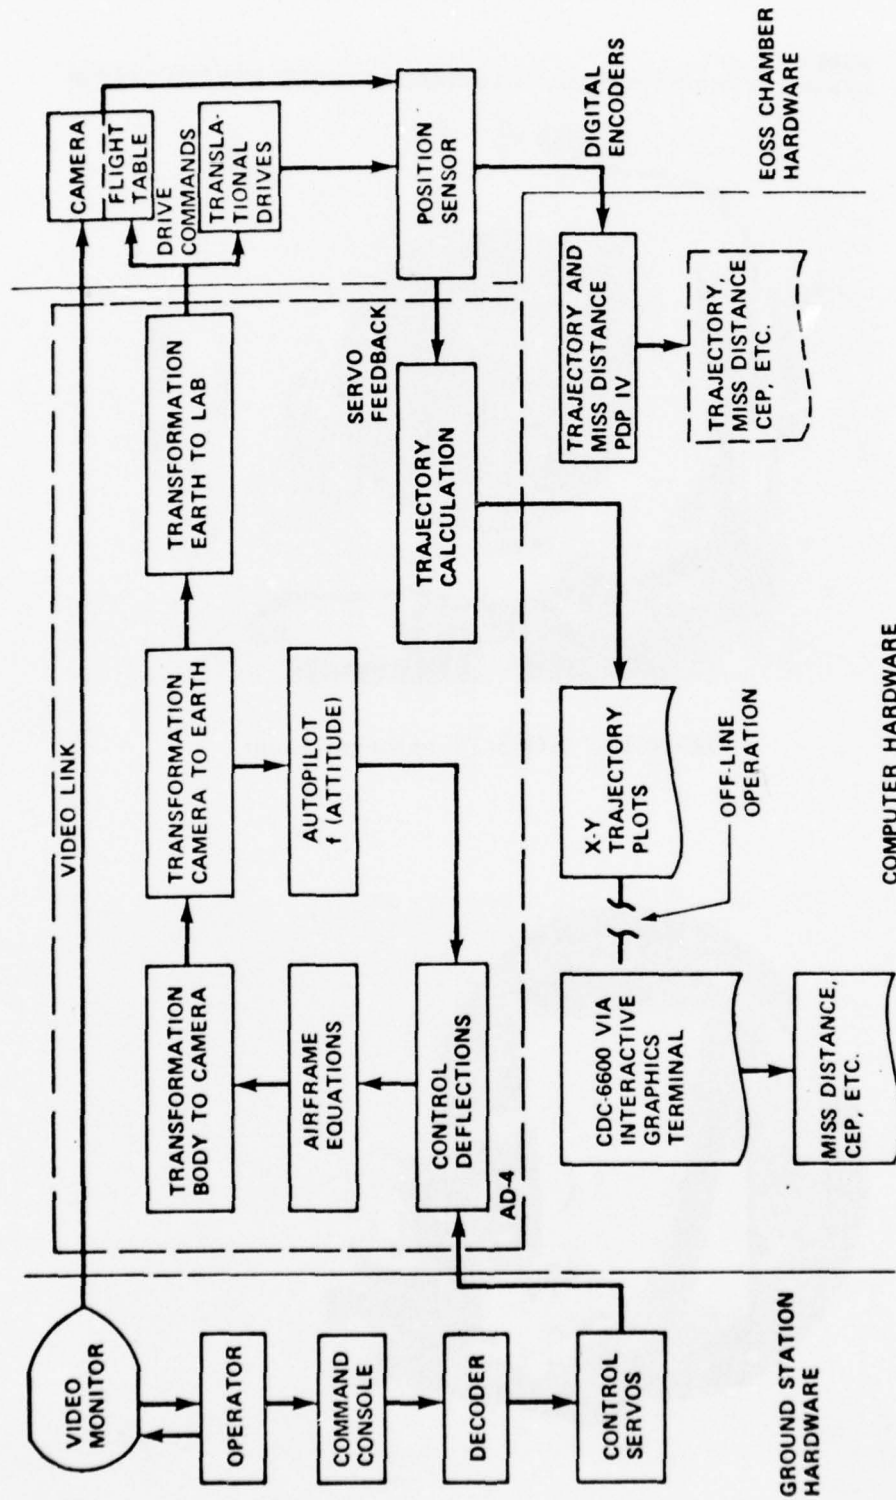 VIDEO
MONITOR
OPERATOR
COMMAND
CONSOLE
DECODER
CONTROL
SERVOS
GROUND STATION
HARDWARE
VIDEO LINK
TRANSFORMATION
BODY TO CAMERA
AIRFRAME
EQUATIONS
CONTROL
DEFLECTIONS
AD-4
TRANSFORMATION
CAMERA TO EARTH
AUTOPILOT
f (ATTITUDE)
TRANSFORMATION
EARTH TO LAB
SERVO
FEEDBACK
TRAJECTORY
CALCULATION
CDC-6600 VIA
INTERACTIVE
GRAPHICS
TERMINAL
MISS DISTANCE,
CEP, ETC.
X-Y
TRAJECTORY
PLOTS
OFF-LINE
OPERATION
COMPUTER HARDWARE
CAMERA
FLIGHT
TABLE
DRIVE
COMMANDS
TRANSLA-
TIONAL
DRIVES
POSITION
SENSOR
DIGITAL
ENCODERS
TRAJECTORY AND
MISS DISTANCE
PDP IV
TRAJECTORY,
MISS DISTANCE
CEP, ETC.
EOSS CHAMBER
HARDWARE